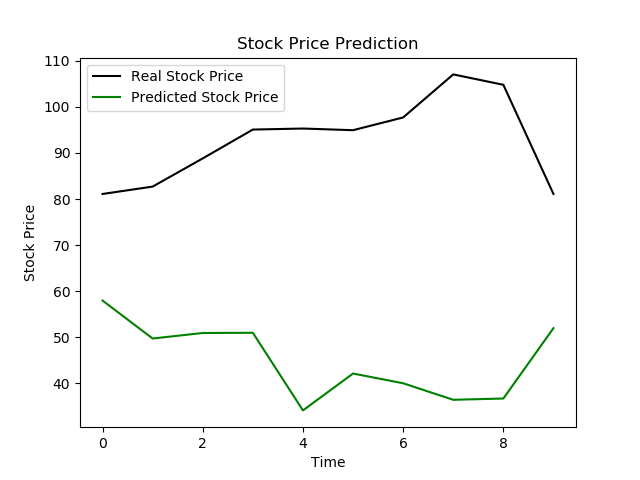 Stock Price Prediction
Real Stock Price
Predicted Stock Price
110
100
90
80
70
60
50
40
Stock Price
0 2 4 6 8
Time